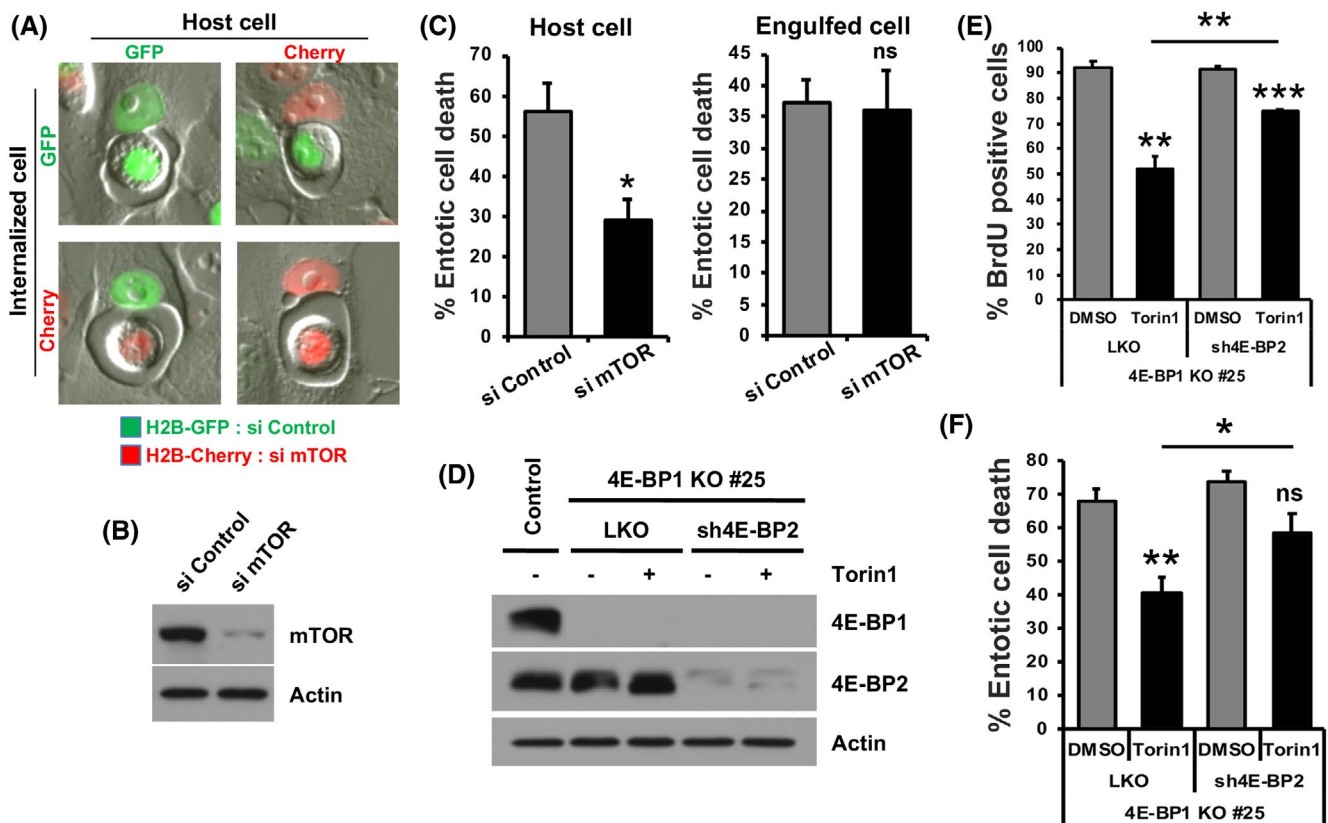 (A)
Host cell
GFP
Cherry
Internalized cell
GFP
Cherry
H2B-GFP : si Control
H2B-Cherry : si mTOR
(B)
si Control
si mTOR
mTOR
Actin
(C)
Host cell
% Entotic cell death
70
60
50
40
30
20
10
0
*
si Control
si mTOR
Engulfed cell
% Entotic cell death
45
40
35
30
25
20
15
10
5
0
ns
si Control
si mTOR
(D)
Control
4E-BP1 KO #25
LKO
sh4E-BP2
- - + - + Torin1
4E-BP1
4E-BP2
Actin
(E)
% BrdU positive cells
100
90
80
70
60
50
40
30
20
10
0
**
**
***
DMSO Torin1 DMSO Torin1
LKO sh4E-BP2
4E-BP1 KO #25
(F)
% Entotic cell death
80
70
60
50
40
30
20
10
0
*
**
ns
DMSO Torin1 DMSO Torin1
LKO sh4E-BP2
4E-BP1 KO #25